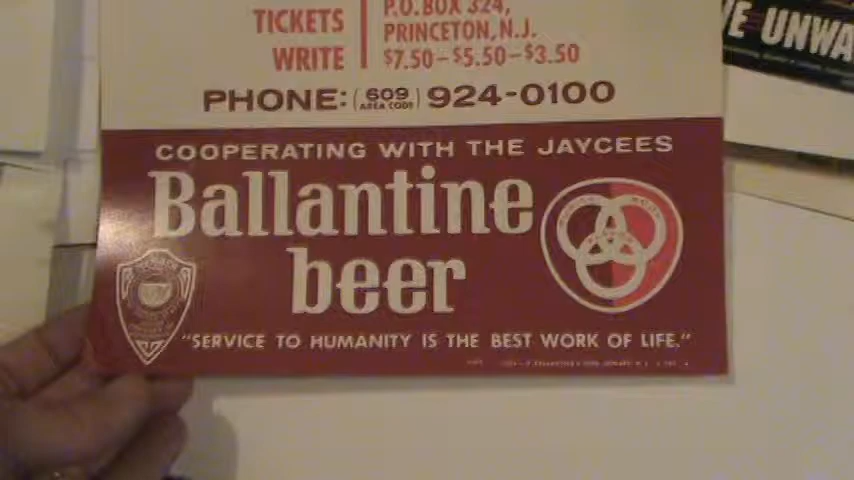 TICKETS
WRITE
P.O.BOX 324,
PRINCETON, N.J.
$7.50-$5.50-$3.50
PHONE: (609 AREA CODE) 924-0100
E UNWA
COOPERATING WITH THE JAYCEES
Ballantine
beer
"SERVICE TO HUMANITY IS THE BEST WORK OF LIFE."